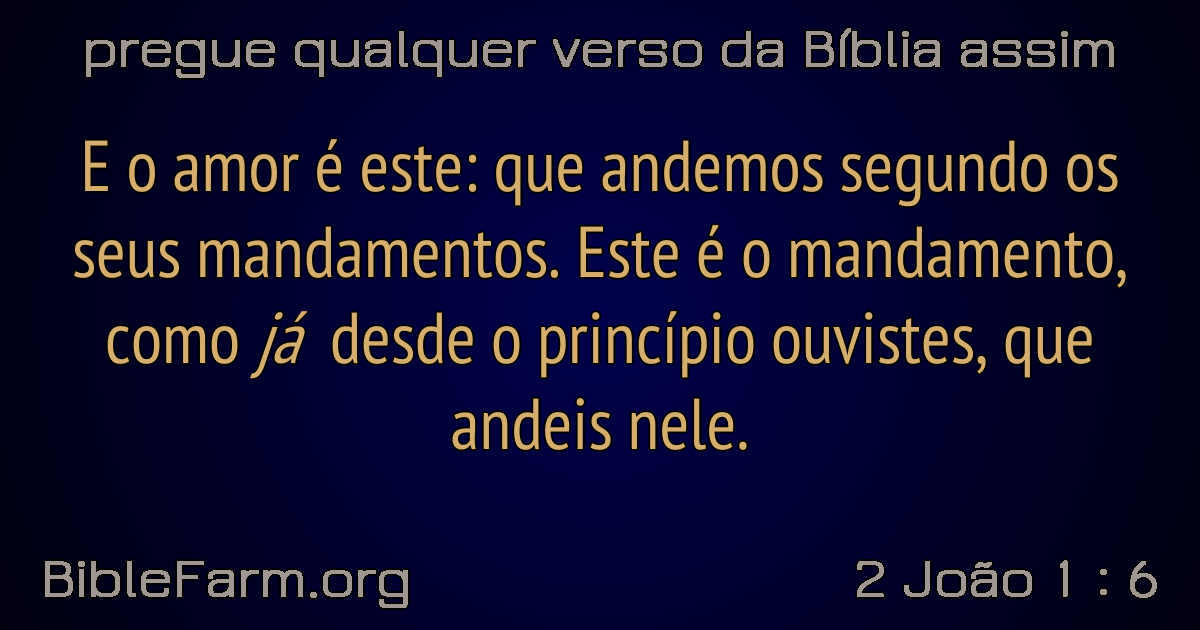 pregue qualquer verso da Bíblia assim
E o amor é este: que andemos segundo os
seus mandamentos. Este é o mandamento,
como já desde o princípio ouvistes, que
andeis nele.
BibleFarm.org
2 João 1 : 6